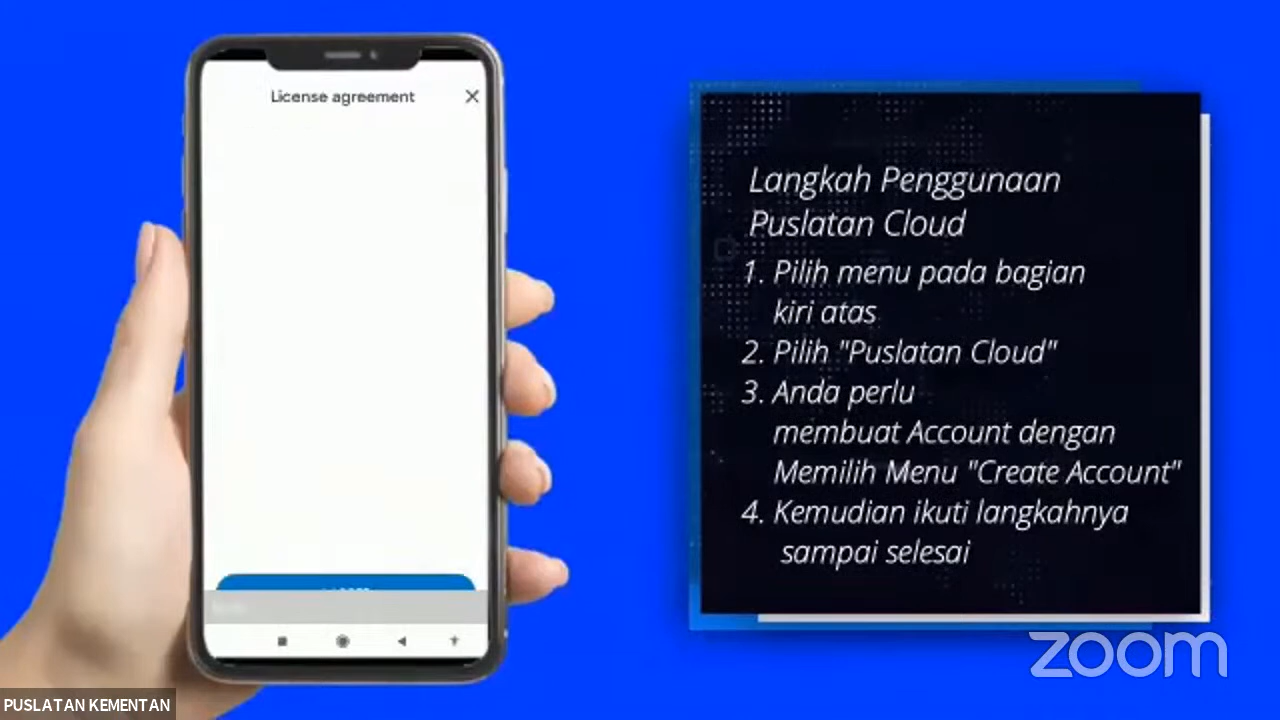 License agreement
Langkah Penggunaan
Puslatan Cloud
1. Pilih menu pada bagian
kiri atas
2. Pilih "Puslatan Cloud"
3. Anda perlu
membuat Account dengan
Memilih Menu "Create Account"
4. Kemudian ikuti langkahnya
sampai selesai
zoom
PUSLATAN KEMENTAN